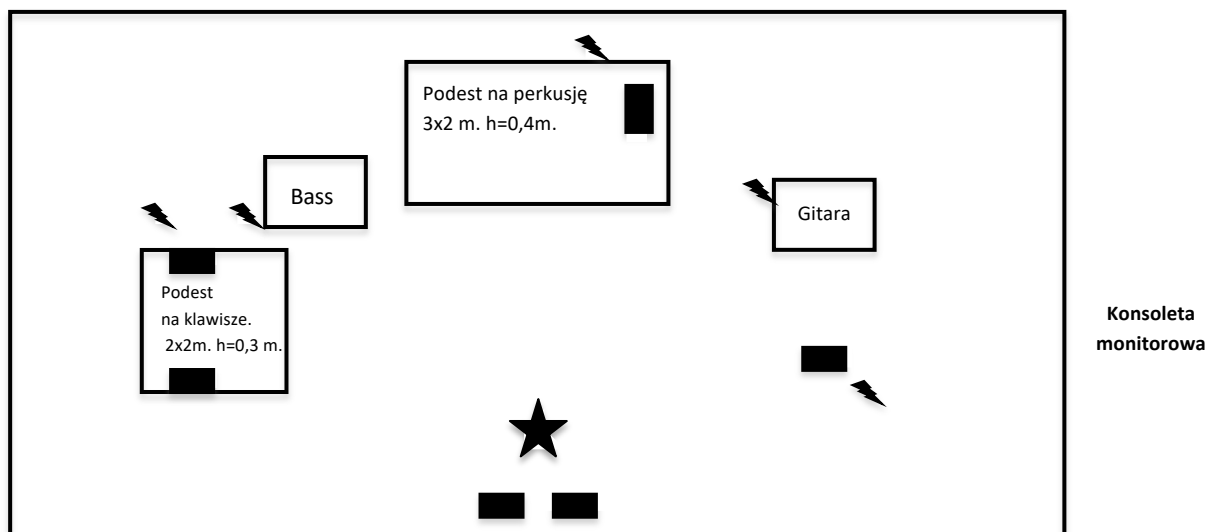 Podest na perkusję
3x2 m. h=0,4m.
Bass
Gitara
Podest
na klawisze.
2x2m. h=0,3 m.
Konsoleta
monitorowa